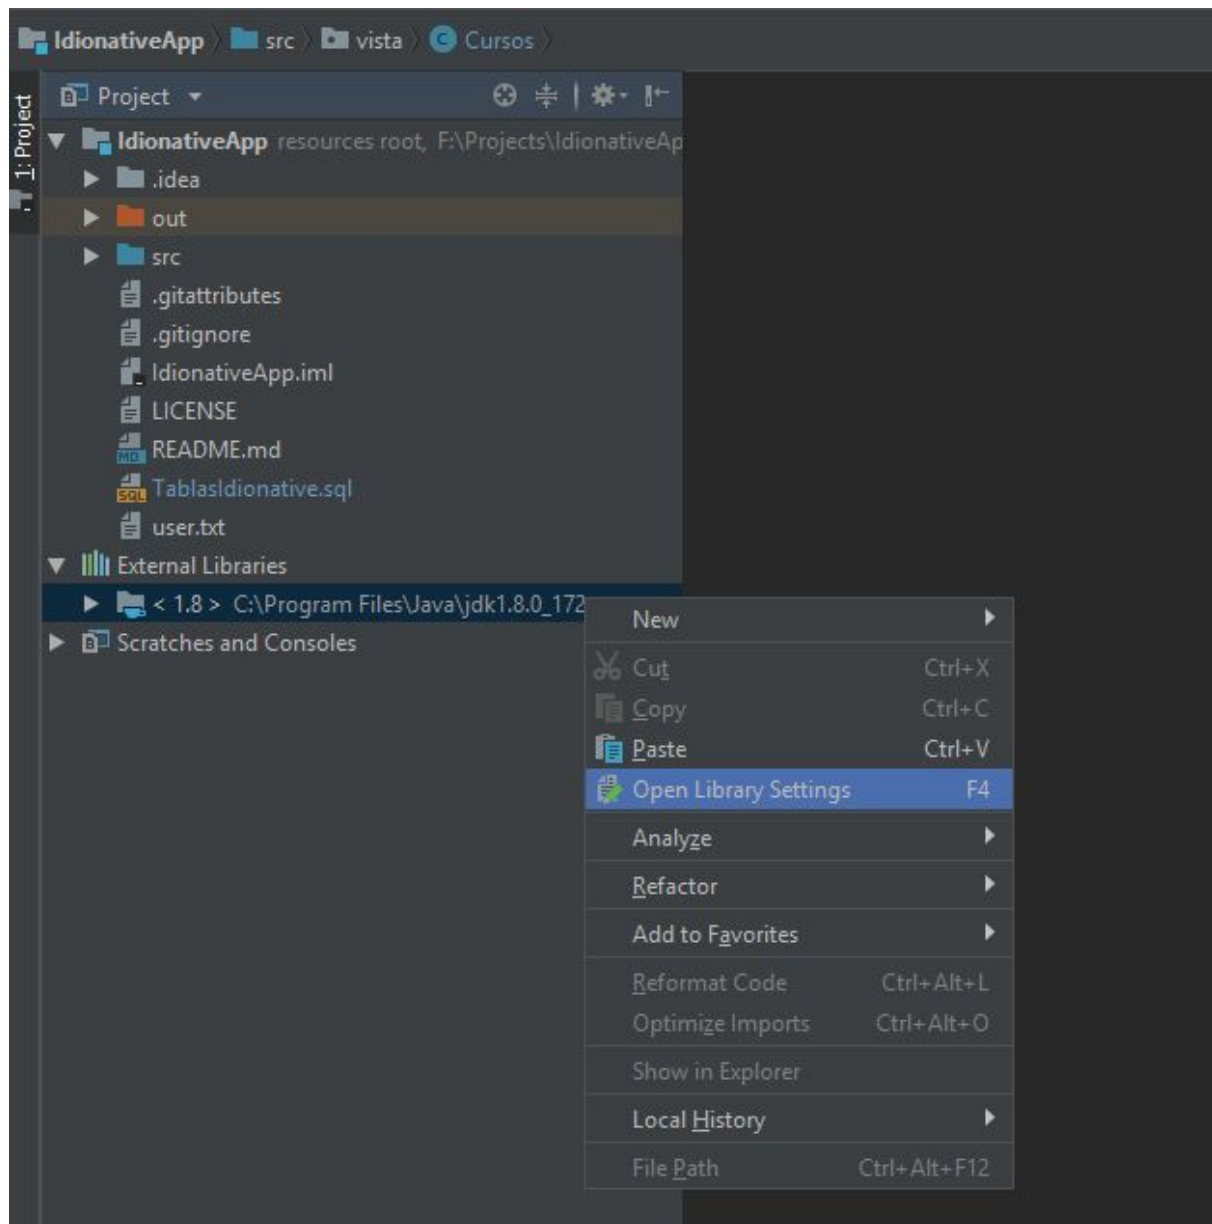 IdionativeApp src vista C Cursos
1: Project
Project
IdionativeApp resources root, F:\Projects\IdionativeAp
.idea
out
src
.gitattributes
.gitignore
IdionativeApp.iml
LICENSE
MD README.md
SQL TablasIdionative.sql
user.txt
External Libraries
< 1.8 > C:\Program Files\Java\jdk1.8.0_172
Scratches and Consoles
New
Cut Ctrl+X
Copy Ctrl+C
Paste Ctrl+V
Open Library Settings F4
Analyze
Refactor
Add to Favorites
Reformat Code Ctrl+Alt+L
Optimize Imports Ctrl+Alt+O
Show in Explorer
Local History
File Path Ctrl+Alt+F12